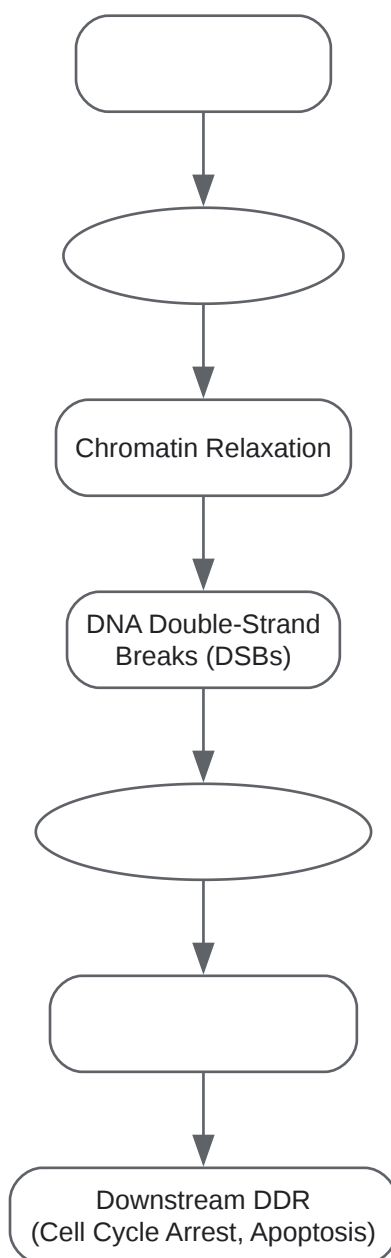 Chromatin Relaxation
DNA Double-Strand
Breaks (DSBs)
Downstream DDR
(Cell Cycle Arrest, Apoptosis)